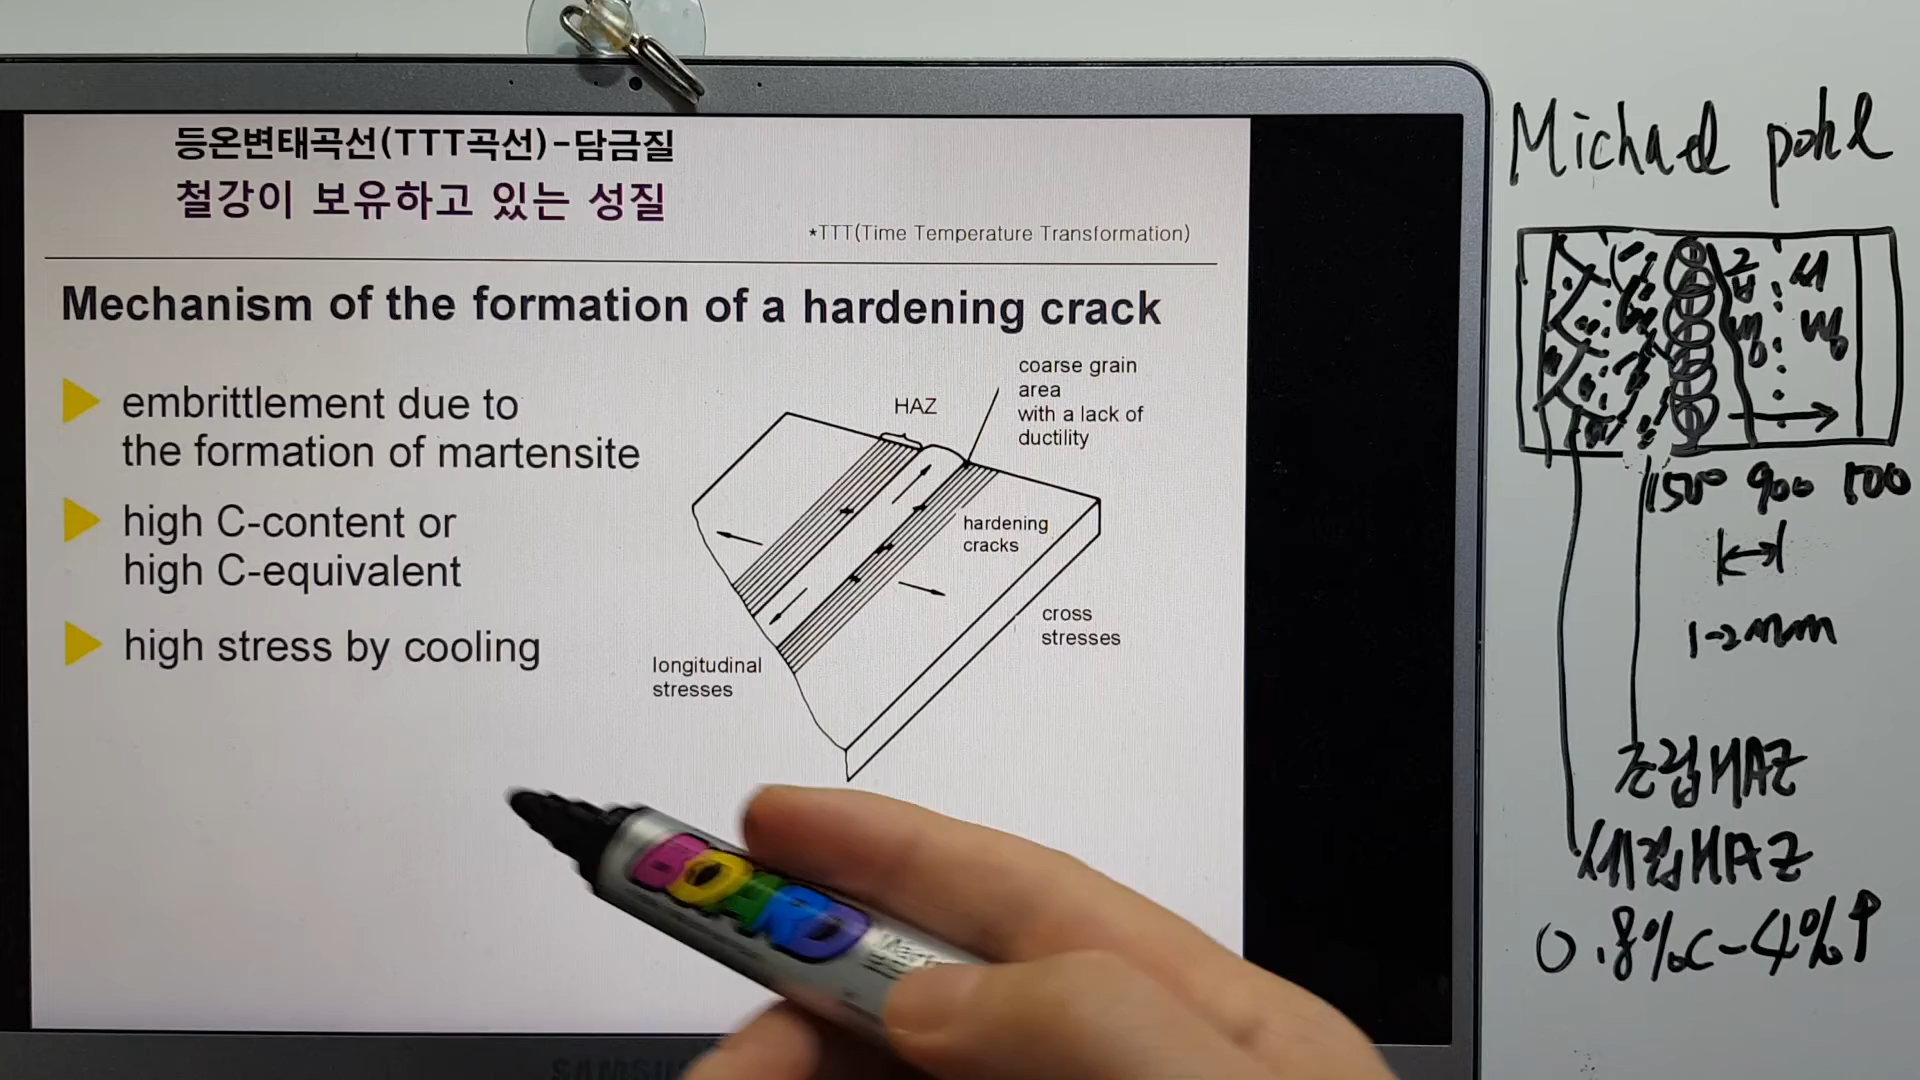 등온변태곡선(TTT곡선)-담금질
철강이 보유하고 있는 성질
*TTT(Time Temperature Transformation)
Mechanism of the formation of a hardening crack
embrittlement due to
the formation of martensite
high C-content or
high C-equivalent
high stress by cooling
HAZ
coarse grain
area
with a lack of
ductility
hardening
cracks
cross
stresses
longitudinal
stresses
SAMSU
BOARD
Michael pohl
1500 900 100
1-2mm
조립HAZ
세립HAZ
0.8%C-4%↑